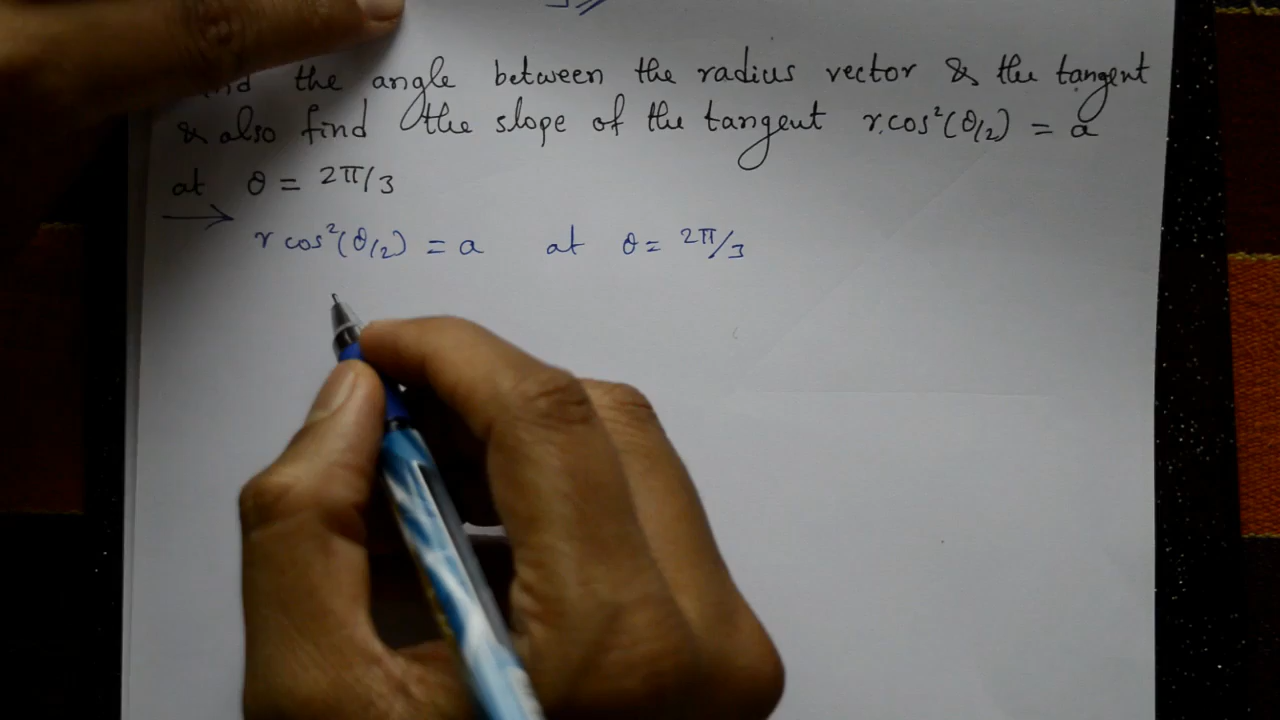 the angle between the radius vector & the tangent
& also find the slope of the tangent r.cos²(θ/2) = a
at θ = 2π/3
r cos²(θ/2) = a at θ = 2π/3